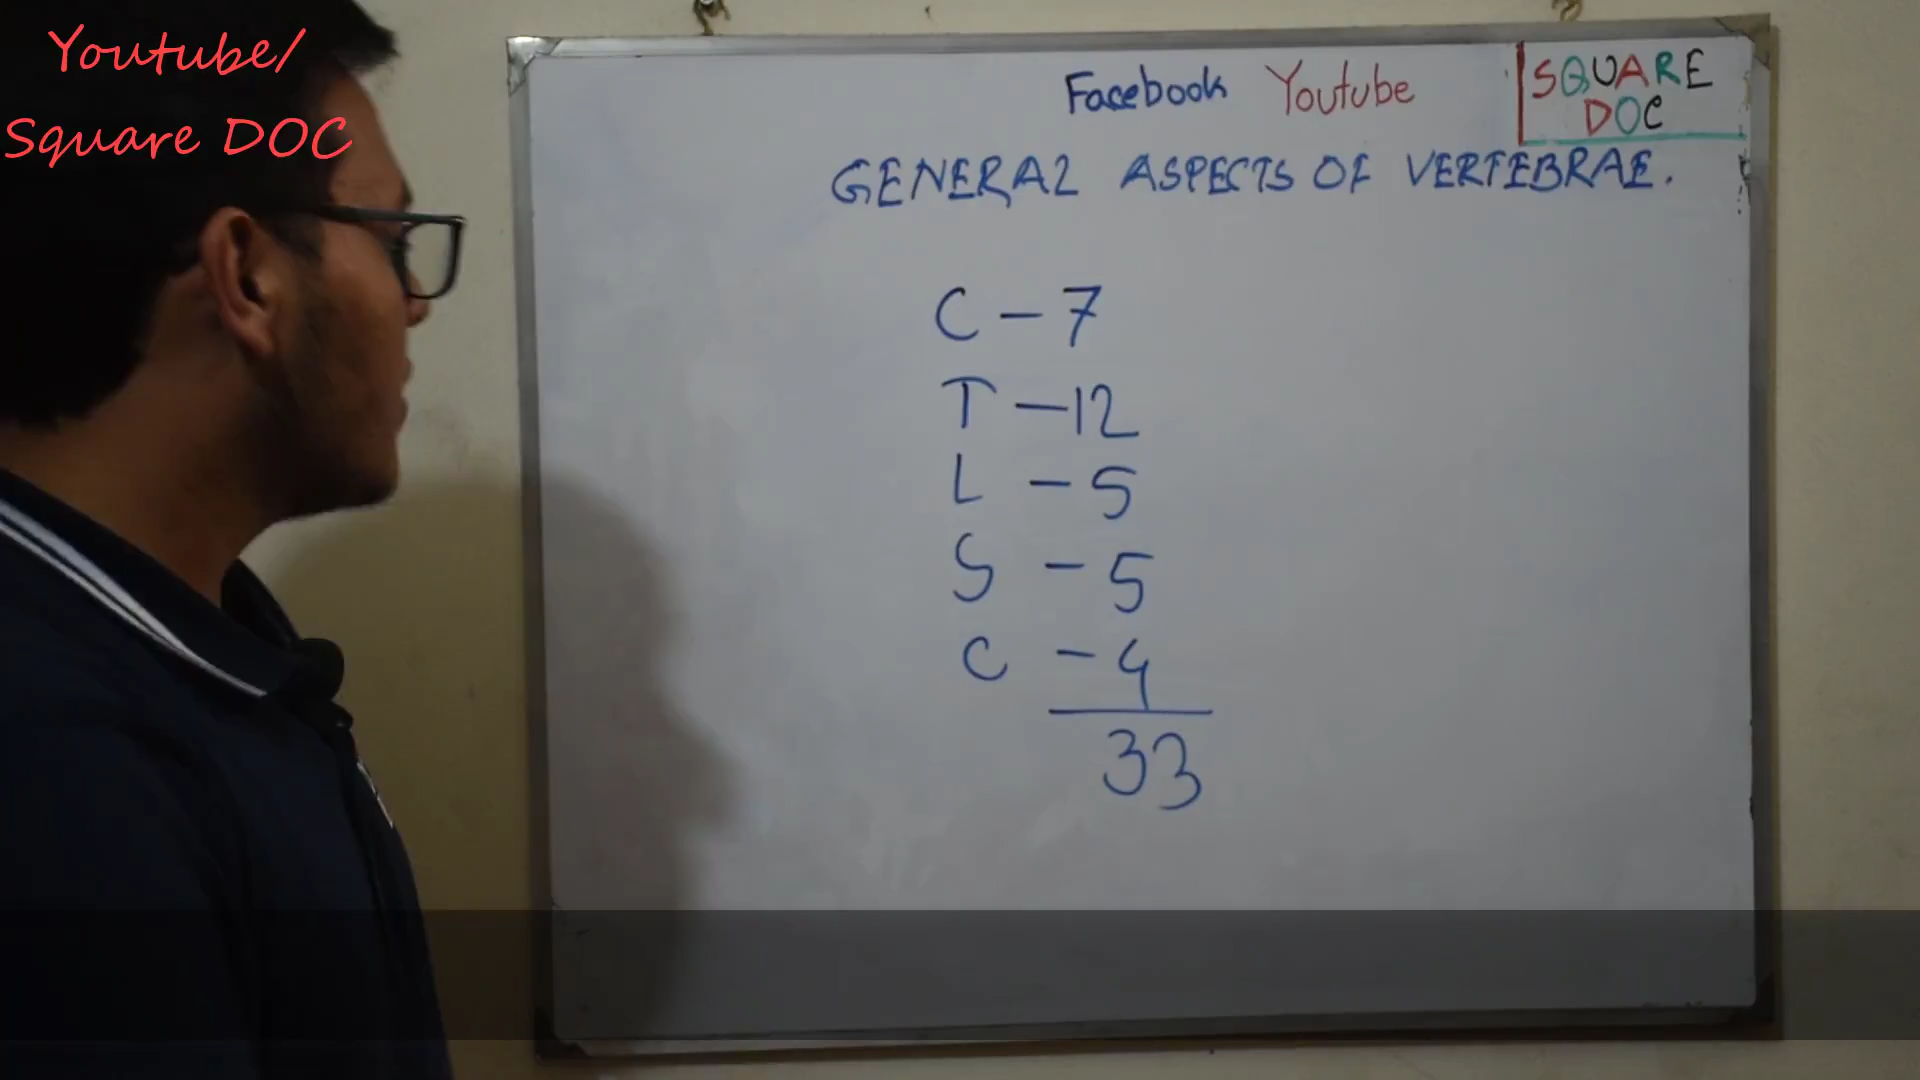 Youtube/
Square DOC
Facebook Youtube
SQUARE
DOC
GENERAL ASPECTS OF VERTEBRAE.
C - 7
T - 12
L - 5
S - 5
C - 4
33